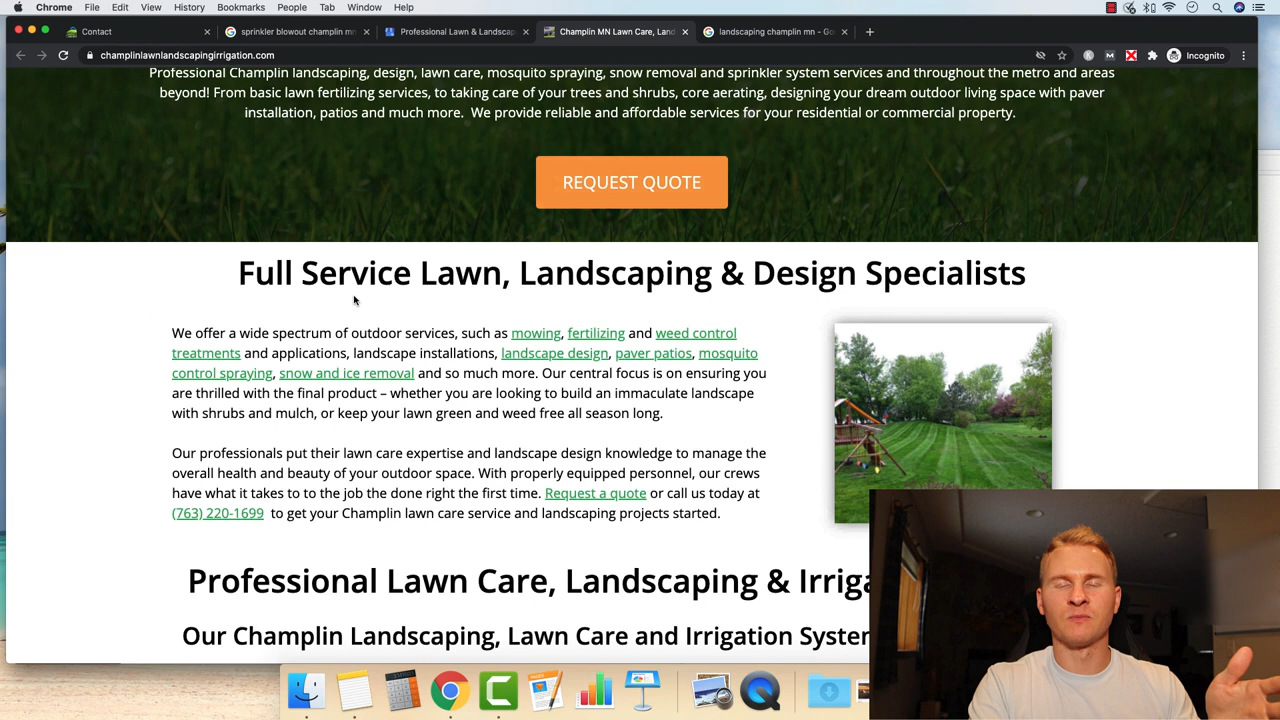 Chrome File Edit View History Bookmarks People Tab Window Help
Contact
sprinkler blowout champlin mn
Professional Lawn & Landscap
Champlin MN Lawn Care, Land
landscaping champlin mn - Go
champlinlawnlandscapingirrigation.com
Incognito
Professional Champlin landscaping, design, lawn care, mosquito spraying, snow removal and sprinkler system services and throughout the metro and areas
beyond! From basic lawn fertilizing services, to taking care of your trees and shrubs, core aerating, designing your dream outdoor living space with paver
installation, patios and much more. We provide reliable and affordable services for your residential or commercial property.
REQUEST QUOTE
Full Service Lawn, Landscaping & Design Specialists
We offer a wide spectrum of outdoor services, such as mowing, fertilizing and weed control
treatments and applications, landscape installations, landscape design, paver patios, mosquito
control spraying, snow and ice removal and so much more. Our central focus is on ensuring you
are thrilled with the final product – whether you are looking to build an immaculate landscape
with shrubs and mulch, or keep your lawn green and weed free all season long.
Our professionals put their lawn care expertise and landscape design knowledge to manage the
overall health and beauty of your outdoor space. With properly equipped personnel, our crews
have what it takes to to the job the done right the first time. Request a quote or call us today at
(763) 220-1699 to get your Champlin lawn care service and landscaping projects started.
Professional Lawn Care, Landscaping & Irriga
Our Champlin Landscaping, Lawn Care and Irrigation System